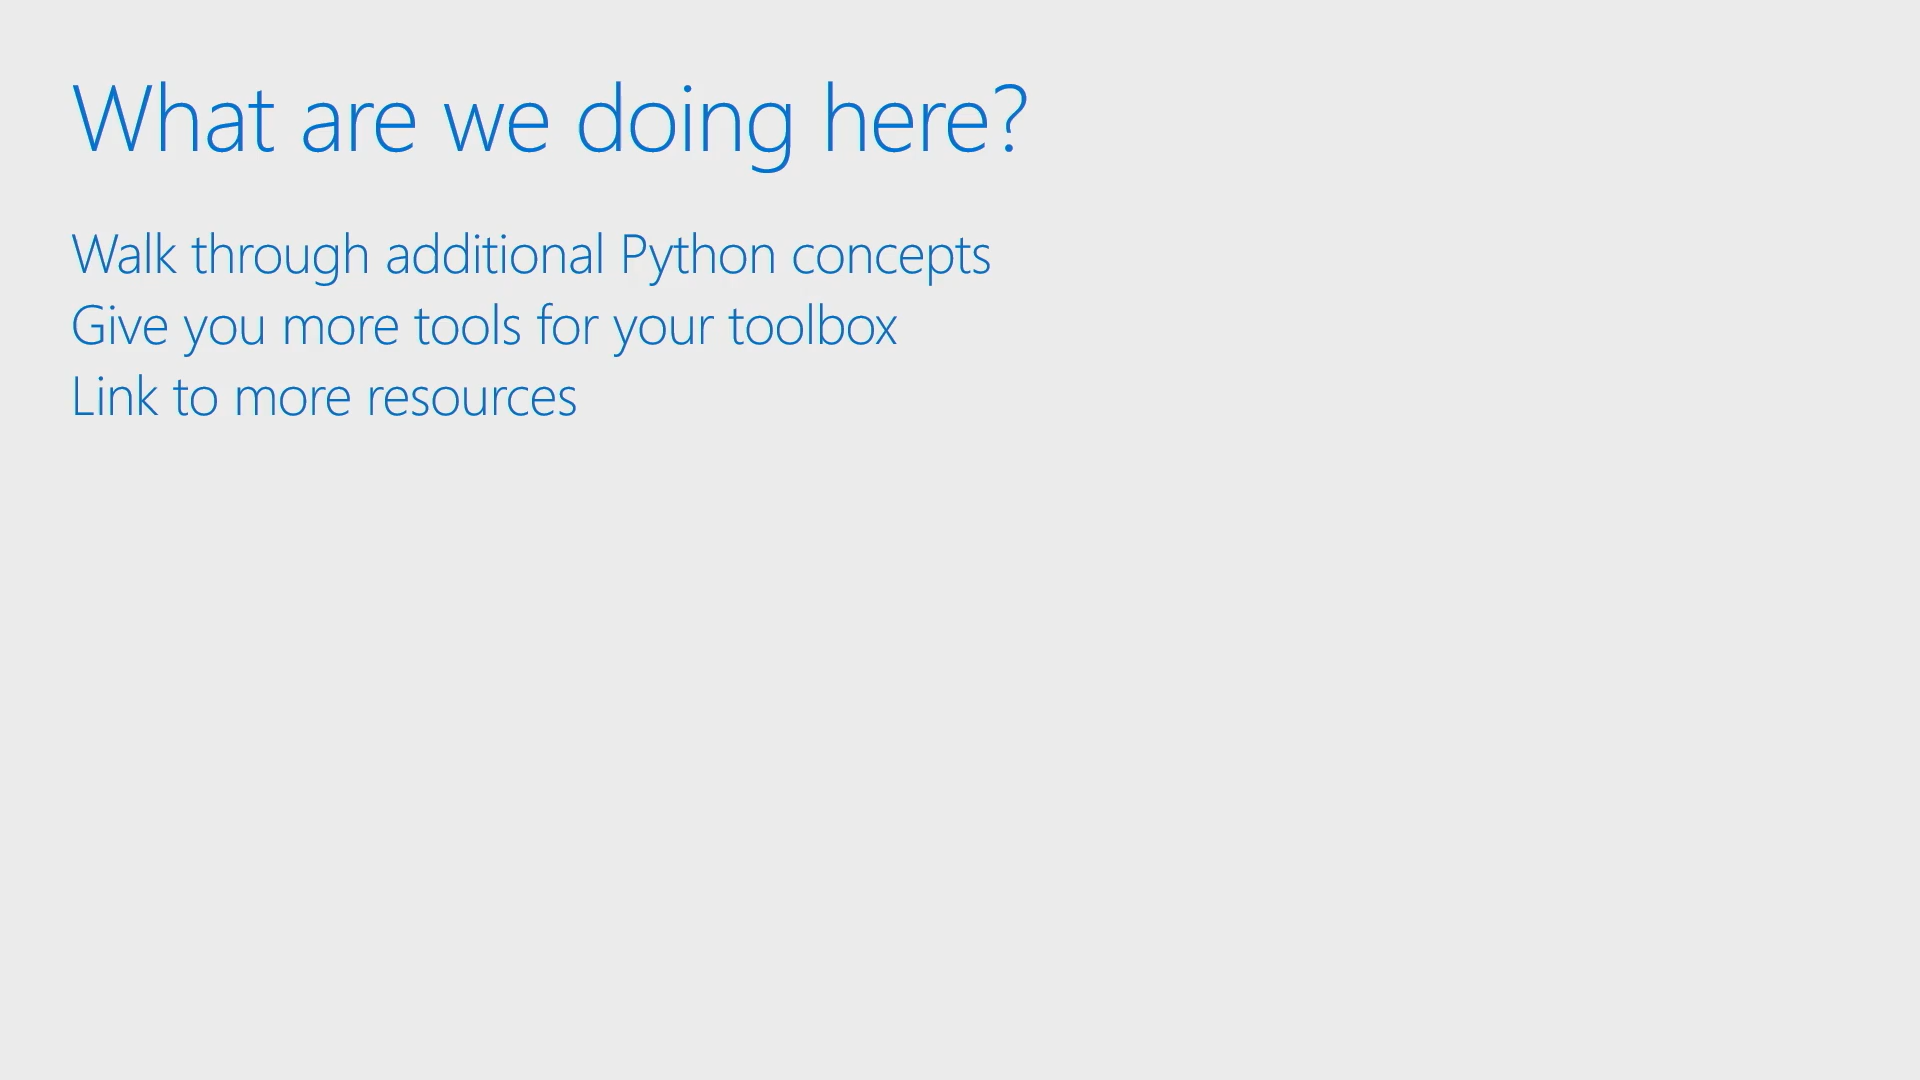 What are we doing here?
Walk through additional Python concepts
Give you more tools for your toolbox
Link to more resources